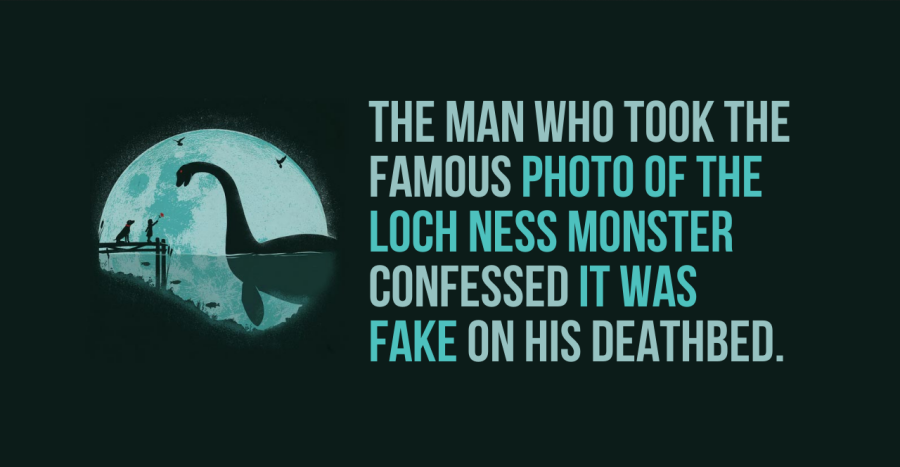 THE MAN WHO TOOK THE
FAMOUS PHOTO OF THE
LOCH NESS MONSTER
CONFESSED IT WAS
FAKE ON HIS DEATHBED.